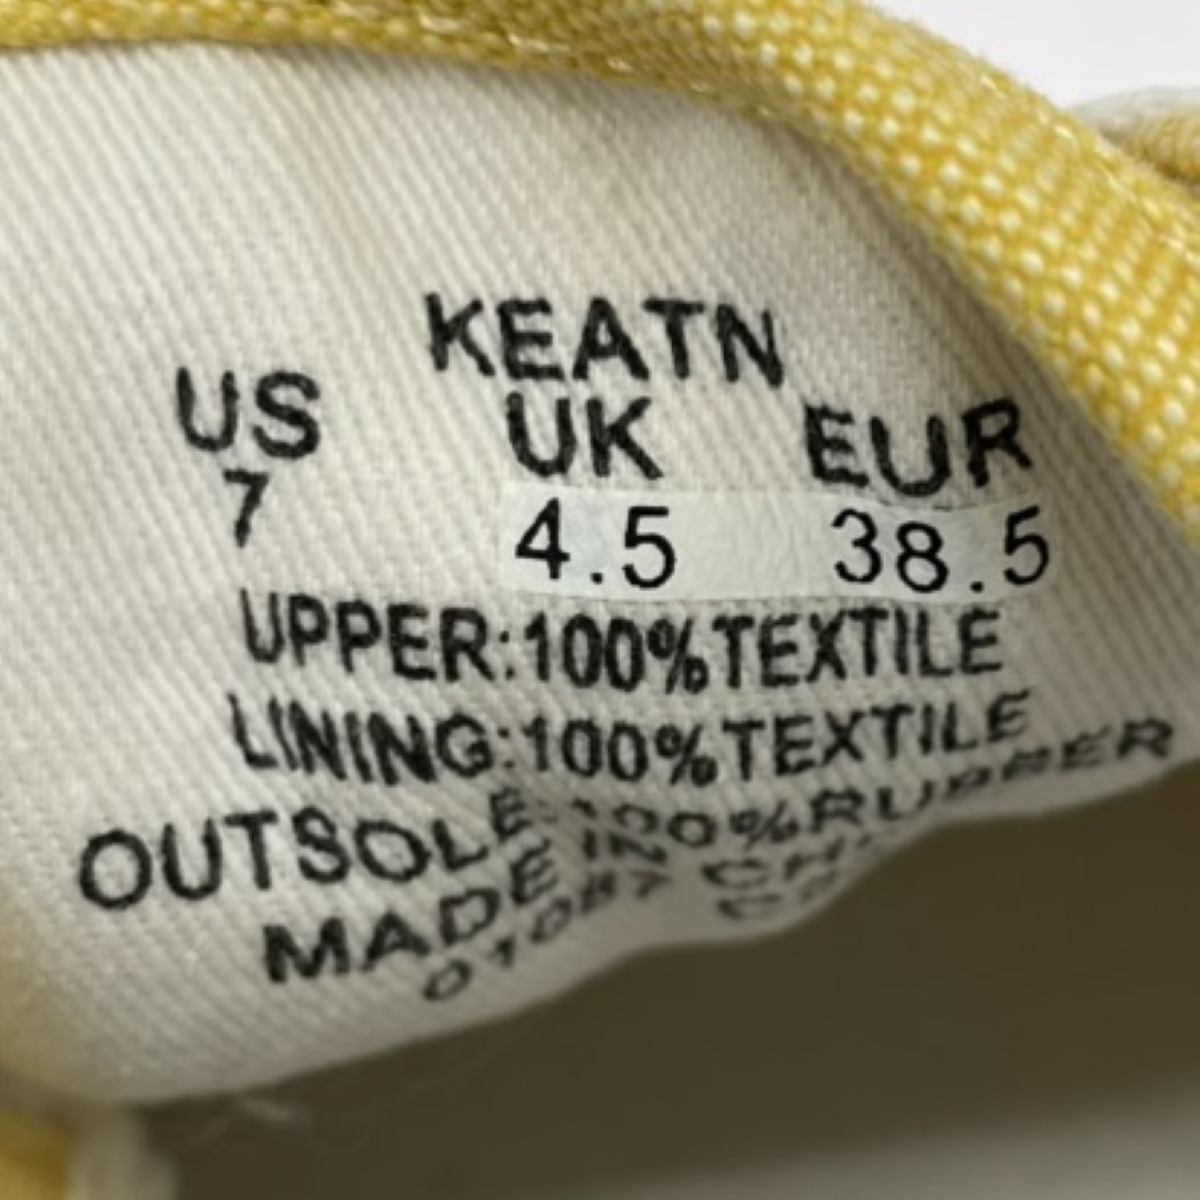 KEATN
US UK EUR
7 4.5 38.5
UPPER:100%TEXTILE
LINING:100%TEXTILE
OUTSOLE:100%RUBBER
MADE IN